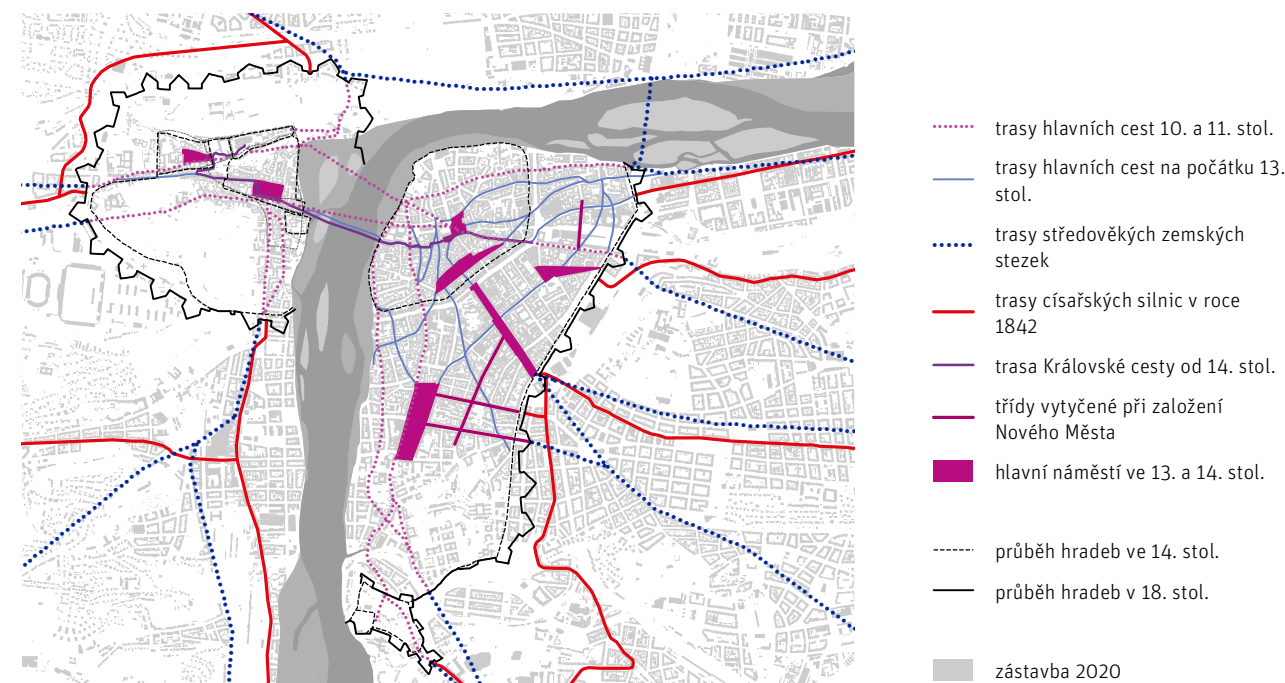 trasy hlavních cest 10. a 11. stol.
trasy hlavních cest na počátku 13.
stol.
trasy středověkých zemských
stezek
trasy císařských silnic v roce
1842
trasa Královské cesty od 14. stol.
třídy vytyčené při založení
Nového Města
hlavní náměstí ve 13. a 14. stol.
průběh hradeb ve 14. stol.
průběh hradeb v 18. stol.
zástavba 2020